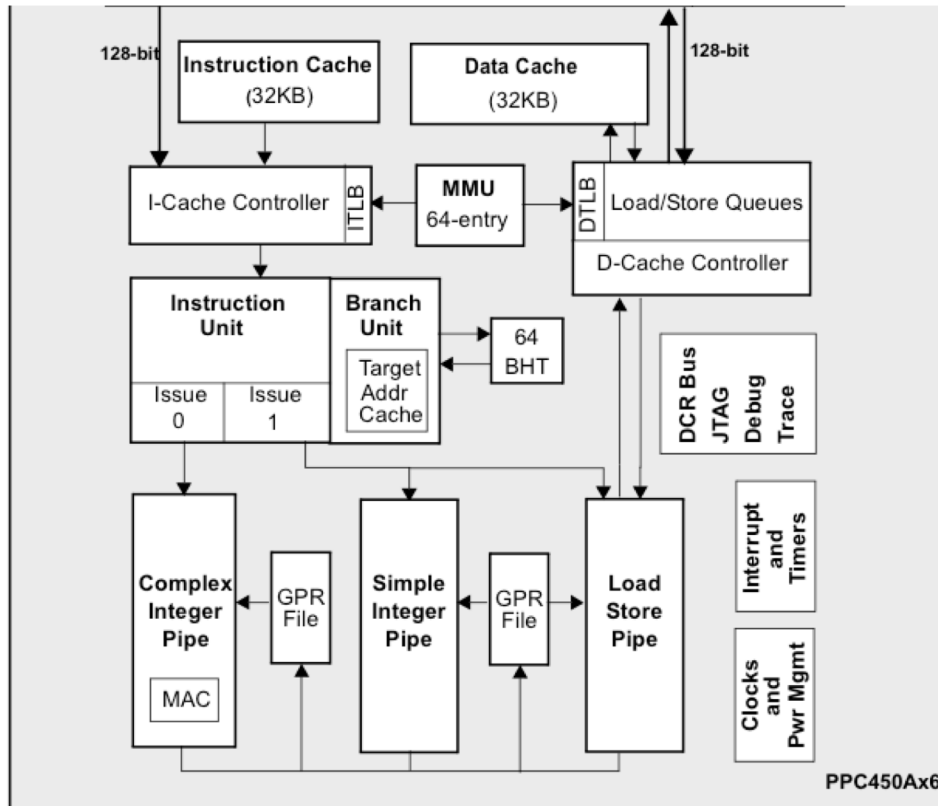 128-bit
Instruction Cache
(32KB)
Data Cache
(32KB)
128-bit
I-Cache Controller
ITLB
MMU
64-entry
DTLB
Load/Store Queues
D-Cache Controller
Instruction
Unit
Issue
0
Issue
1
Branch
Unit
Target
Addr
Cache
64
BHT
DCR Bus
JTAG
Debug
Trace
Complex
Integer
Pipe
MAC
GPR
File
Simple
Integer
Pipe
GPR
File
Load
Store
Pipe
Interrupt
and
Timers
Clocks
and
Pwr Mgmt
PPC450Ax6